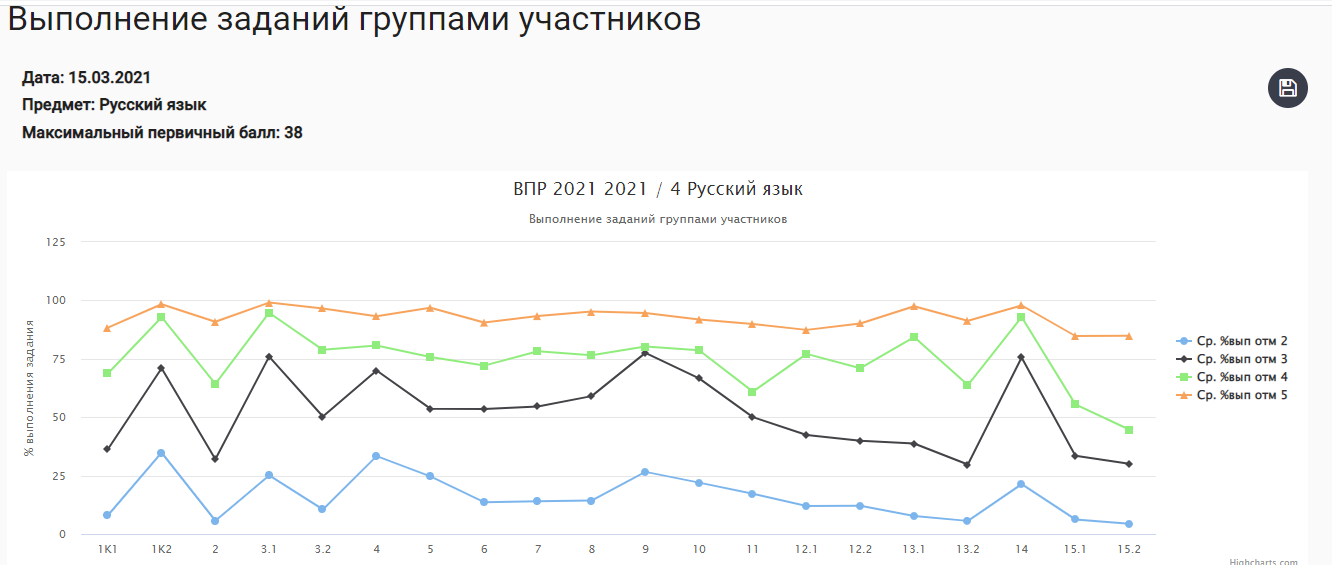 Выполнение заданий группами участников
Дата: 15.03.2021
Предмет: Русский язык
Максимальный первичный балл: 38
ВПР 2021 2021 / 4 Русский язык
Выполнение заданий группами участников
% выполнения задания
125
100
75
50
25
0
1К1 1К2 2 3.1 3.2 4 5 6 7 8 9 10 11 12.1 12.2 13.1 13.2 14 15.1 15.2
Ср. %вып отм 2
Ср. %вып отм 3
Ср. %вып отм 4
Ср. %вып отм 5
Highcharts.com